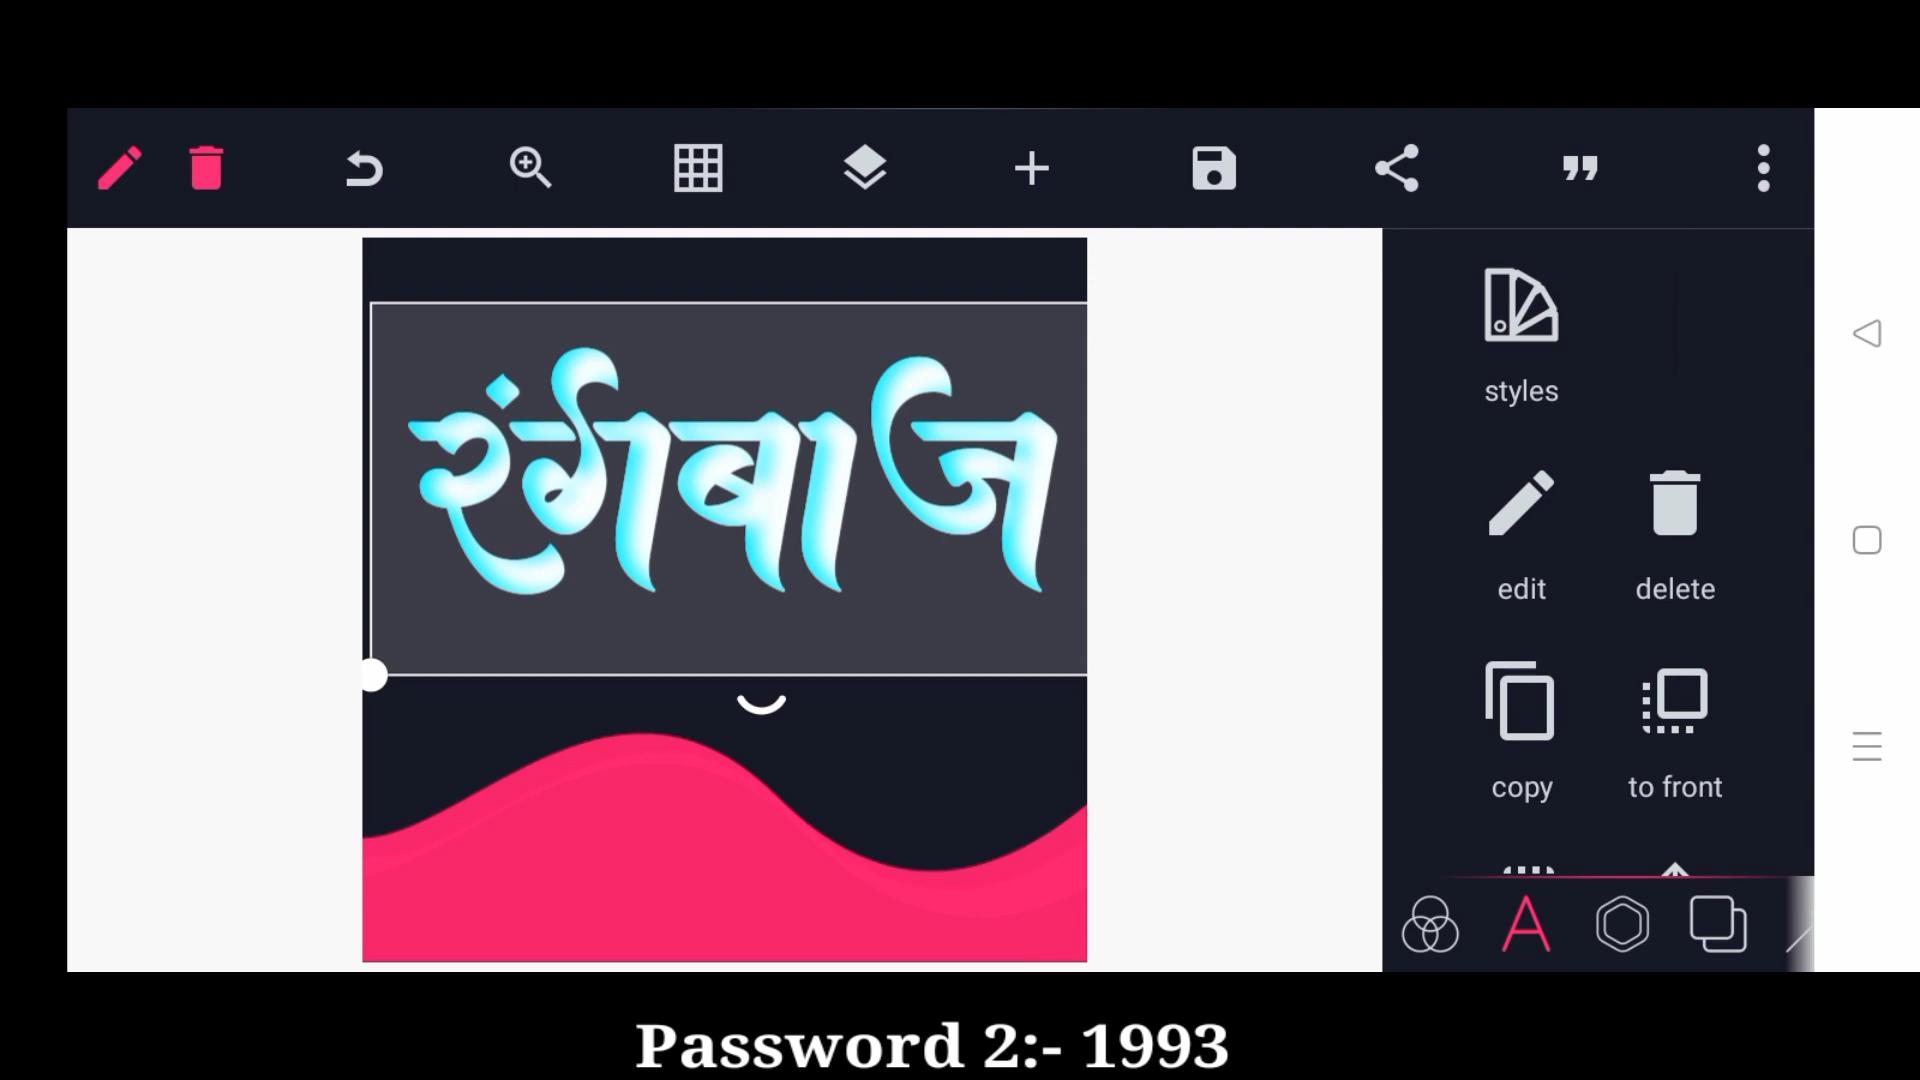 रंगबाज
styles
edit delete
copy to front
Password 2:- 1993